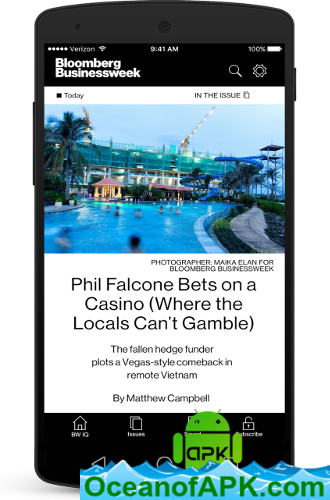 Verizon 9:41 AM 100%
Bloomberg
Businessweek
Today IN THE ISSUE
PHOTOGRAPHER: MAIKA ELAN FOR
BLOOMBERG BUSINESSWEEK
Phil Falcone Bets on a
Casino (Where the
Locals Can't Gamble)
The fallen hedge funder
plots a Vegas-style comeback in
remote Vietnam
By Matthew Campbell
BW IQ Issues Subscribe
apk
OceanofAPK.com